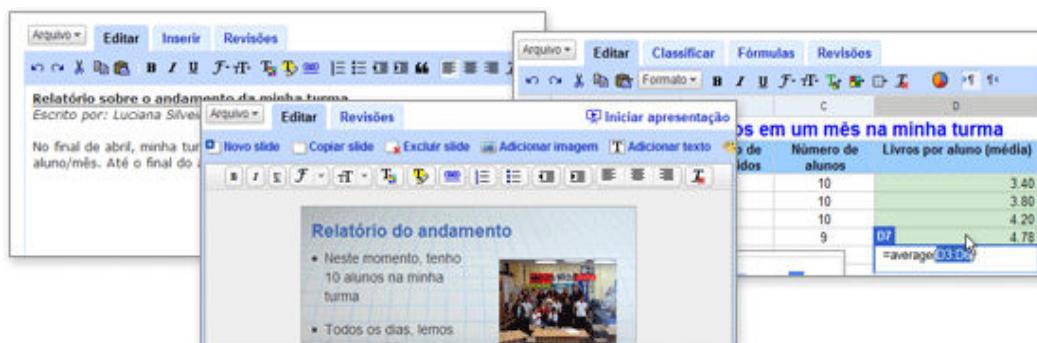 Arquivo Editar Inserir Revisões
Relatório sobre o andamento da minha turma
Escrito por: Luciana
No final de abril, minha
aluno/mês. Até o final do
Arquivo Editar Revisões Iniciar apresentação
Novo slide Copiar slide Excluir slide Adicionar imagem Adicionar texto
Relatório do andamento
• Neste momento, tenho
10 alunos na minha
turma
• Todos os dias, lemos
Arquivo Editar Classificar Fórmulas Revisões
Formato
C D
em um mês na minha turma
Número de Livros por aluno (média)
alunos
10 3.40
10 3.80
10 4.20
9 D7 4.78
=average(D3:D6)